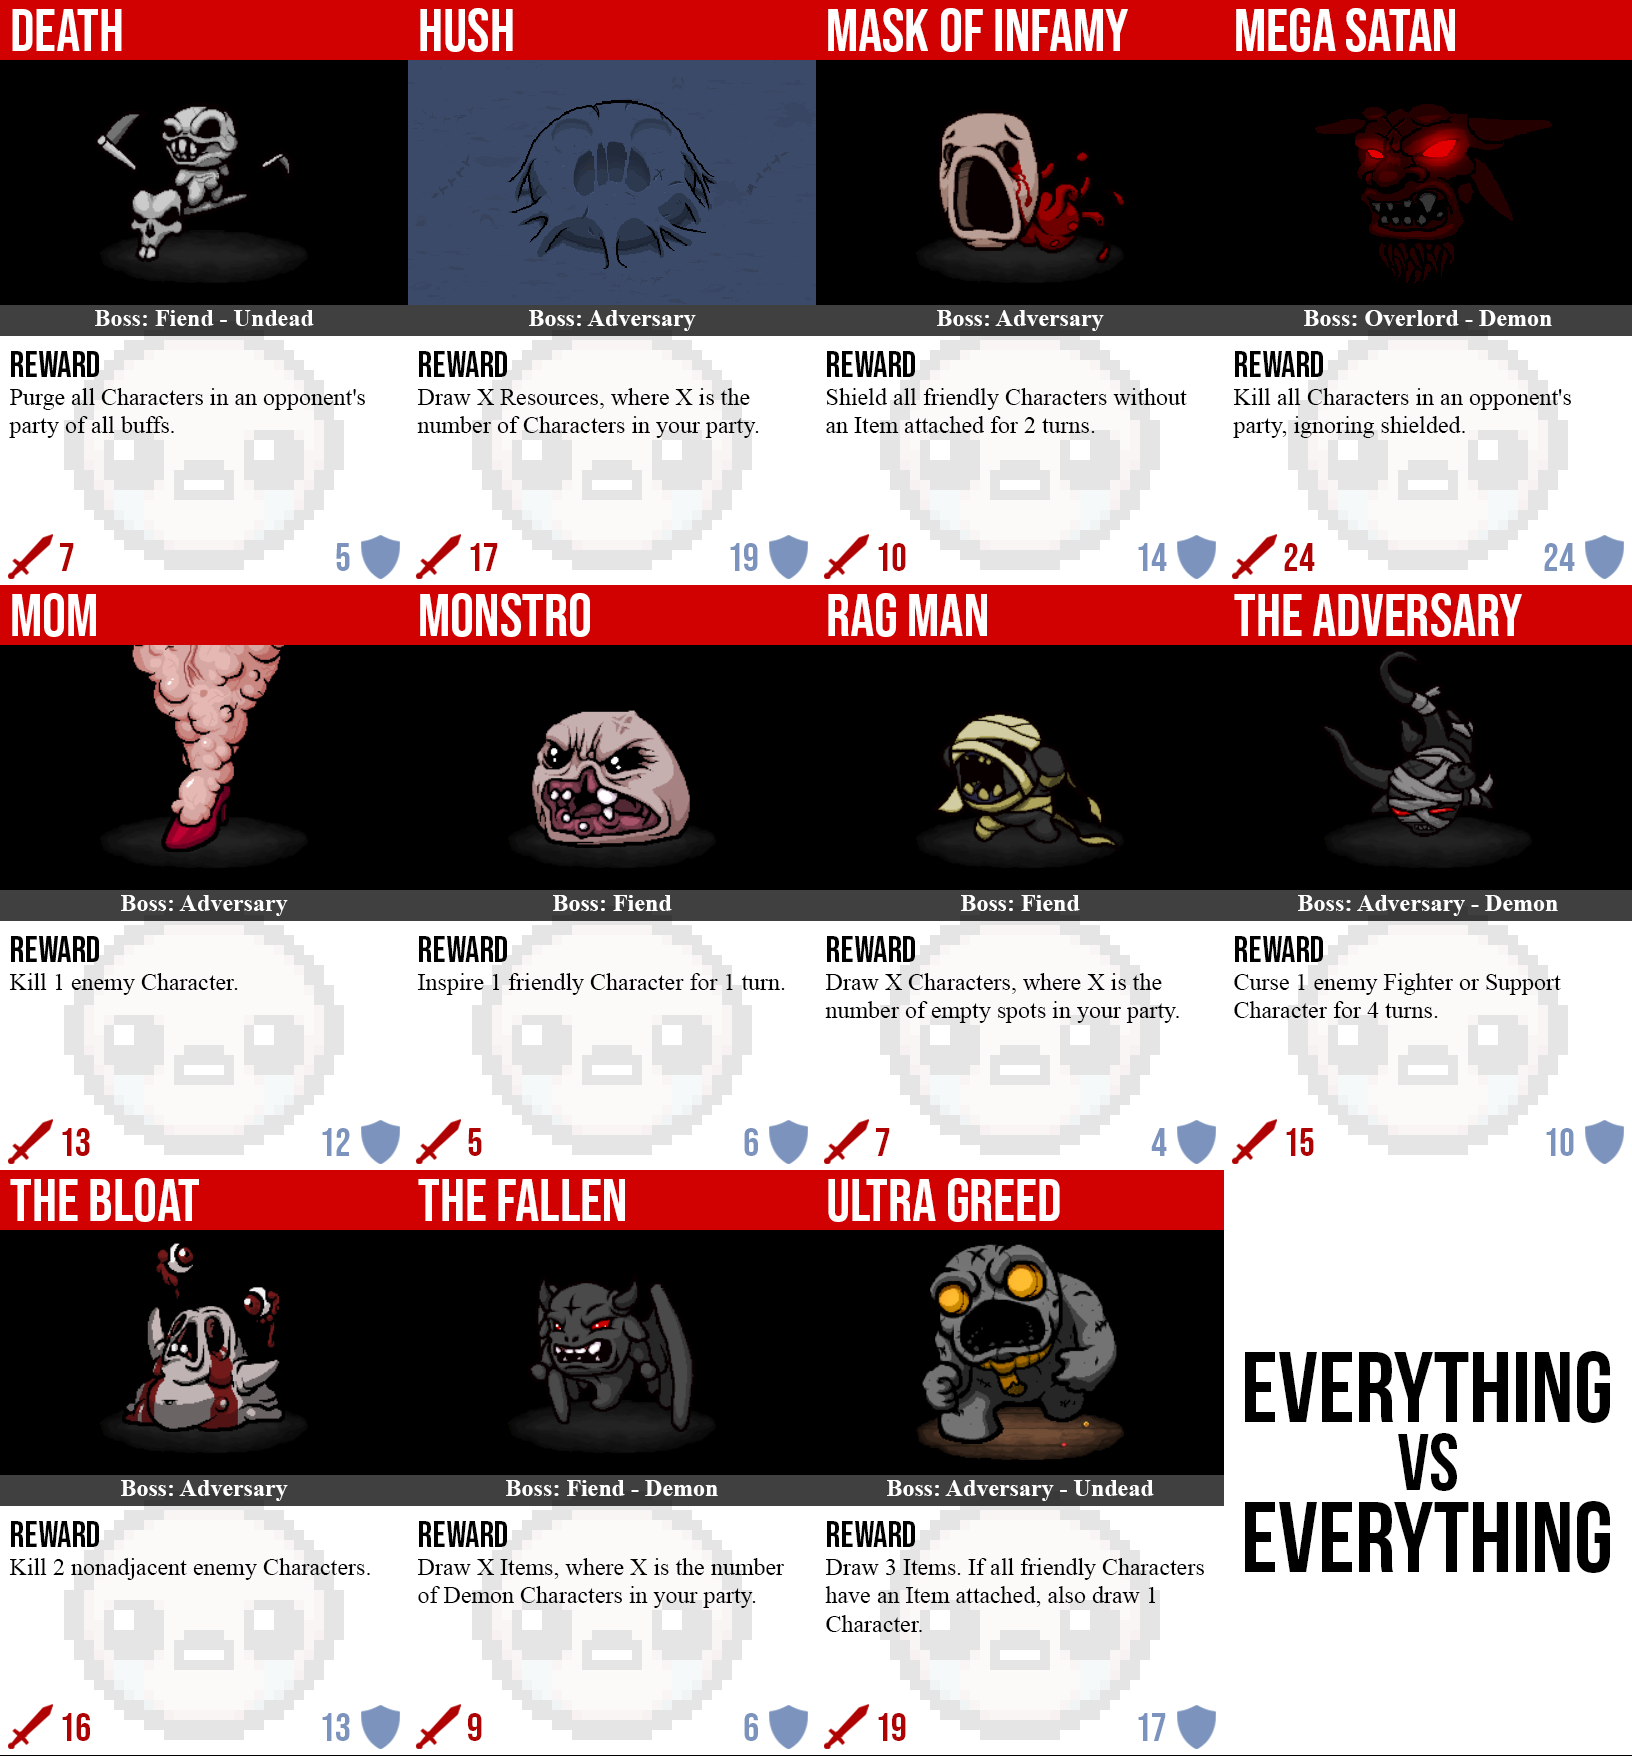 DEATH
Boss: Fiend - Undead
REWARD
Purge all Characters in an opponent's
party of all buffs.
7
5
HUSH
Boss: Adversary
REWARD
Draw X Resources, where X is the
number of Characters in your party.
17
19
MASK OF INFAMY
Boss: Adversary
REWARD
Shield all friendly Characters without
an Item attached for 2 turns.
10
14
MEGA SATAN
Boss: Overlord - Demon
REWARD
Kill all Characters in an opponent's
party, ignoring shielded.
24
24
MOM
Boss: Adversary
REWARD
Kill 1 enemy Character.
13
12
MONSTRO
Boss: Fiend
REWARD
Inspire 1 friendly Character for 1 turn.
5
6
RAG MAN
Boss: Fiend
REWARD
Draw X Characters, where X is the
number of empty spots in your party.
7
4
THE ADVERSARY
Boss: Adversary - Demon
REWARD
Curse 1 enemy Fighter or Support
Character for 4 turns.
15
10
THE BLOAT
Boss: Adversary
REWARD
Kill 2 nonadjacent enemy Characters.
16
13
THE FALLEN
Boss: Fiend - Demon
REWARD
Draw X Items, where X is the number
of Demon Characters in your party.
9
6
ULTRA GREED
Boss: Adversary - Undead
REWARD
Draw 3 Items. If all friendly Characters
have an Item attached, also draw 1
Character.
19
17
EVERYTHING
VS
EVERYTHING